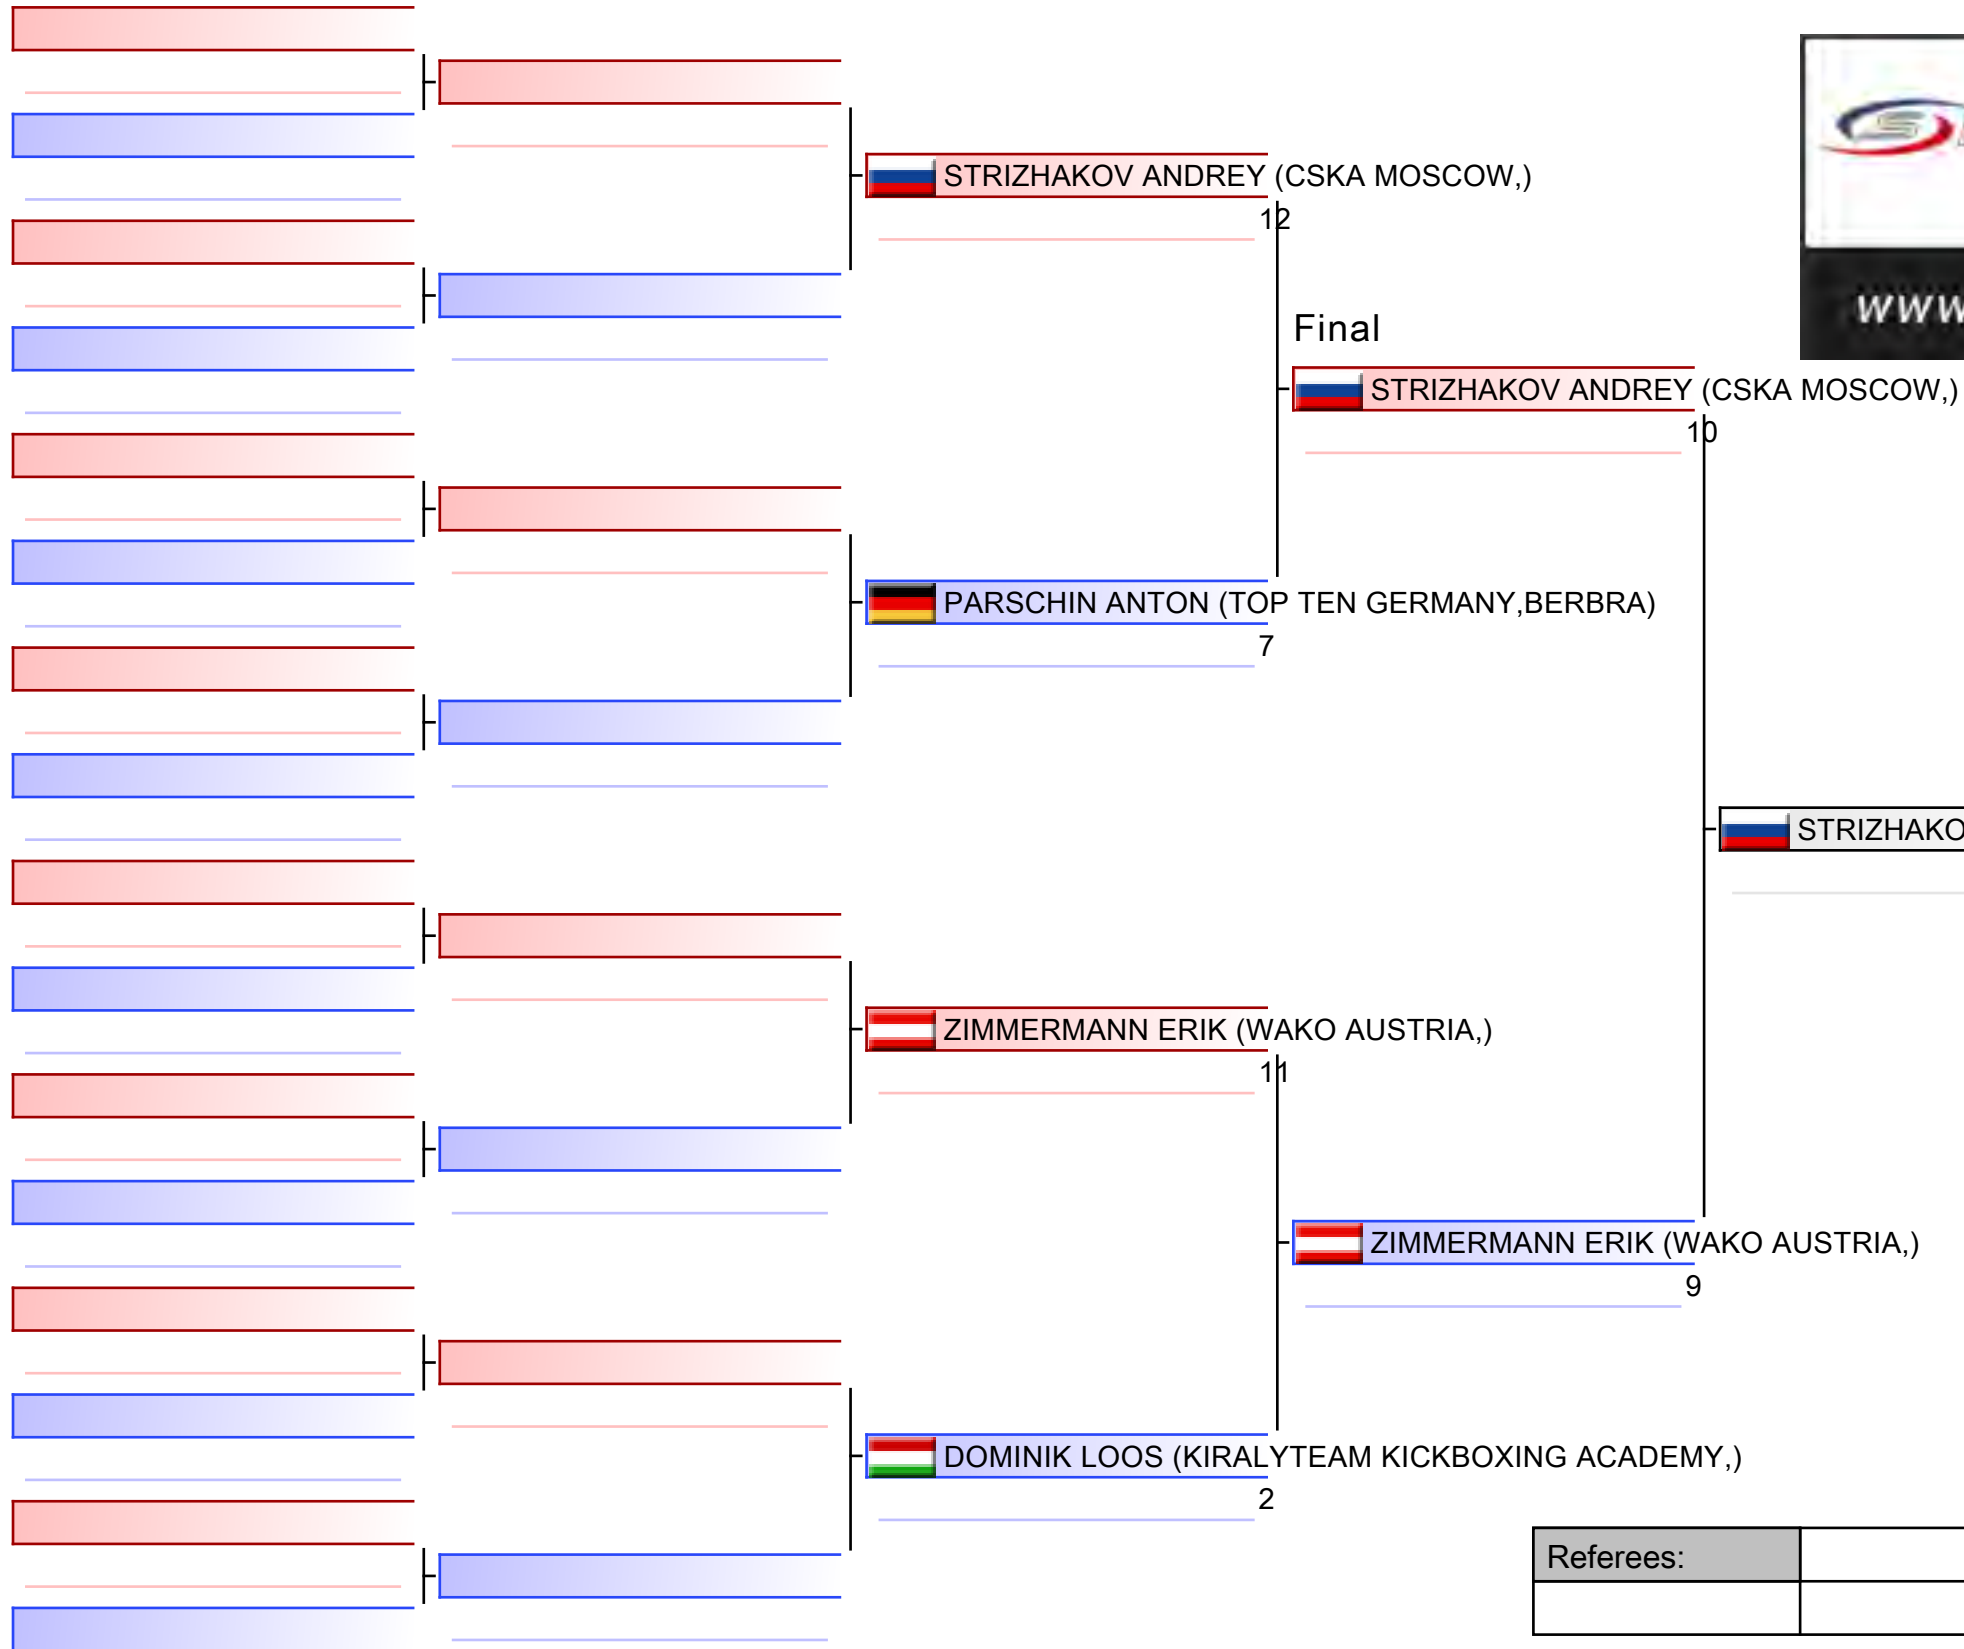 STRIZHAKOV ANDREY (CSKA MOSCOW,)
12
Final
STRIZHAKOV ANDREY (CSKA MOSCOW,)
10
PARSCHIN ANTON (TOP TEN GERMANY,BERBRA)
7
STRIZHAKO
ZIMMERMANN ERIK (WAKO AUSTRIA,)
11
ZIMMERMANN ERIK (WAKO AUSTRIA,)
9
DOMINIK LOOS (KIRALYTEAM KICKBOXING ACADEMY,)
2
Referees:
www